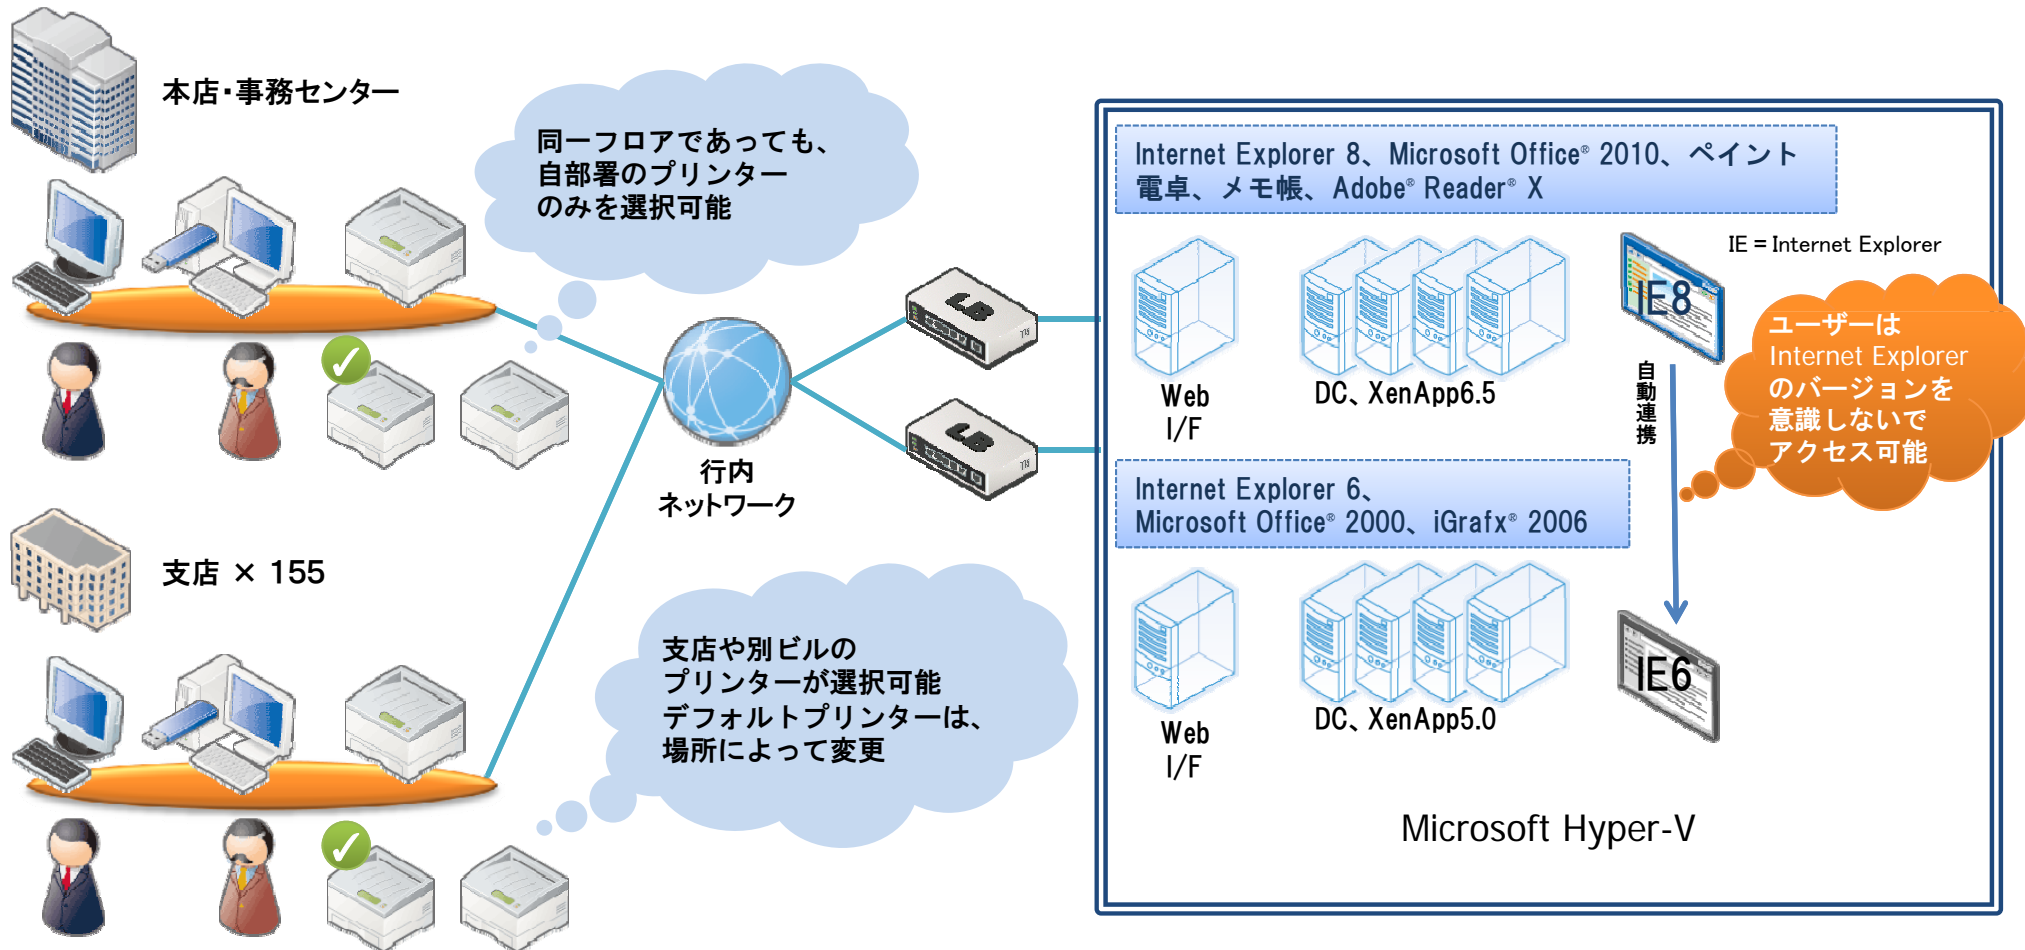 本店・事務センター
同一フロアであっても、
自部署のプリンター
のみを選択可能
Internet Explorer 8、Microsoft Office® 2010、ペイント
電卓、メモ帳、Adobe® Reader® X
IE = Internet Explorer
IE8
ユーザーは
Internet Explorer
のバージョンを
意識しないで
アクセス可能
自動連携
LB
LB
Web
I/F
DC、XenApp6.5
行内
ネットワーク
Internet Explorer 6、
Microsoft Office® 2000、iGrafx® 2006
支店 × 155
支店や別ビルの
プリンターが選択可能
デフォルトプリンターは、
場所によって変更
IE6
Web
I/F
DC、XenApp5.0
Microsoft Hyper-V